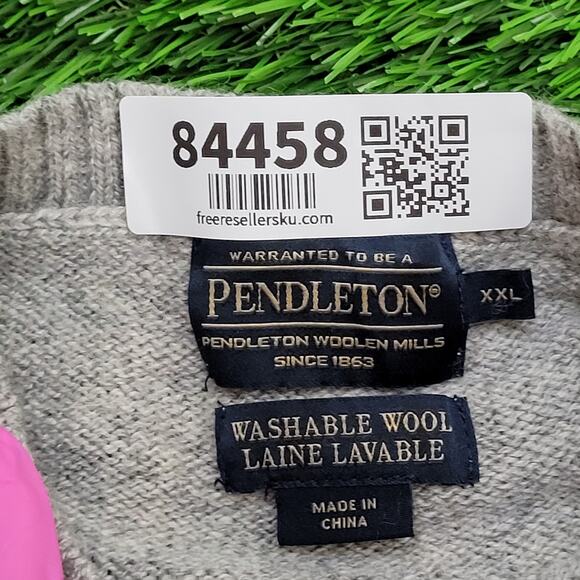 84458
freeresellersku.com
WARRANTED TO BE A
PENDLETON®
XXL
PENDLETON WOOLEN MILLS
SINCE 1863
WASHABLE WOOL
LAINE LAVABLE
MADE IN
CHINA